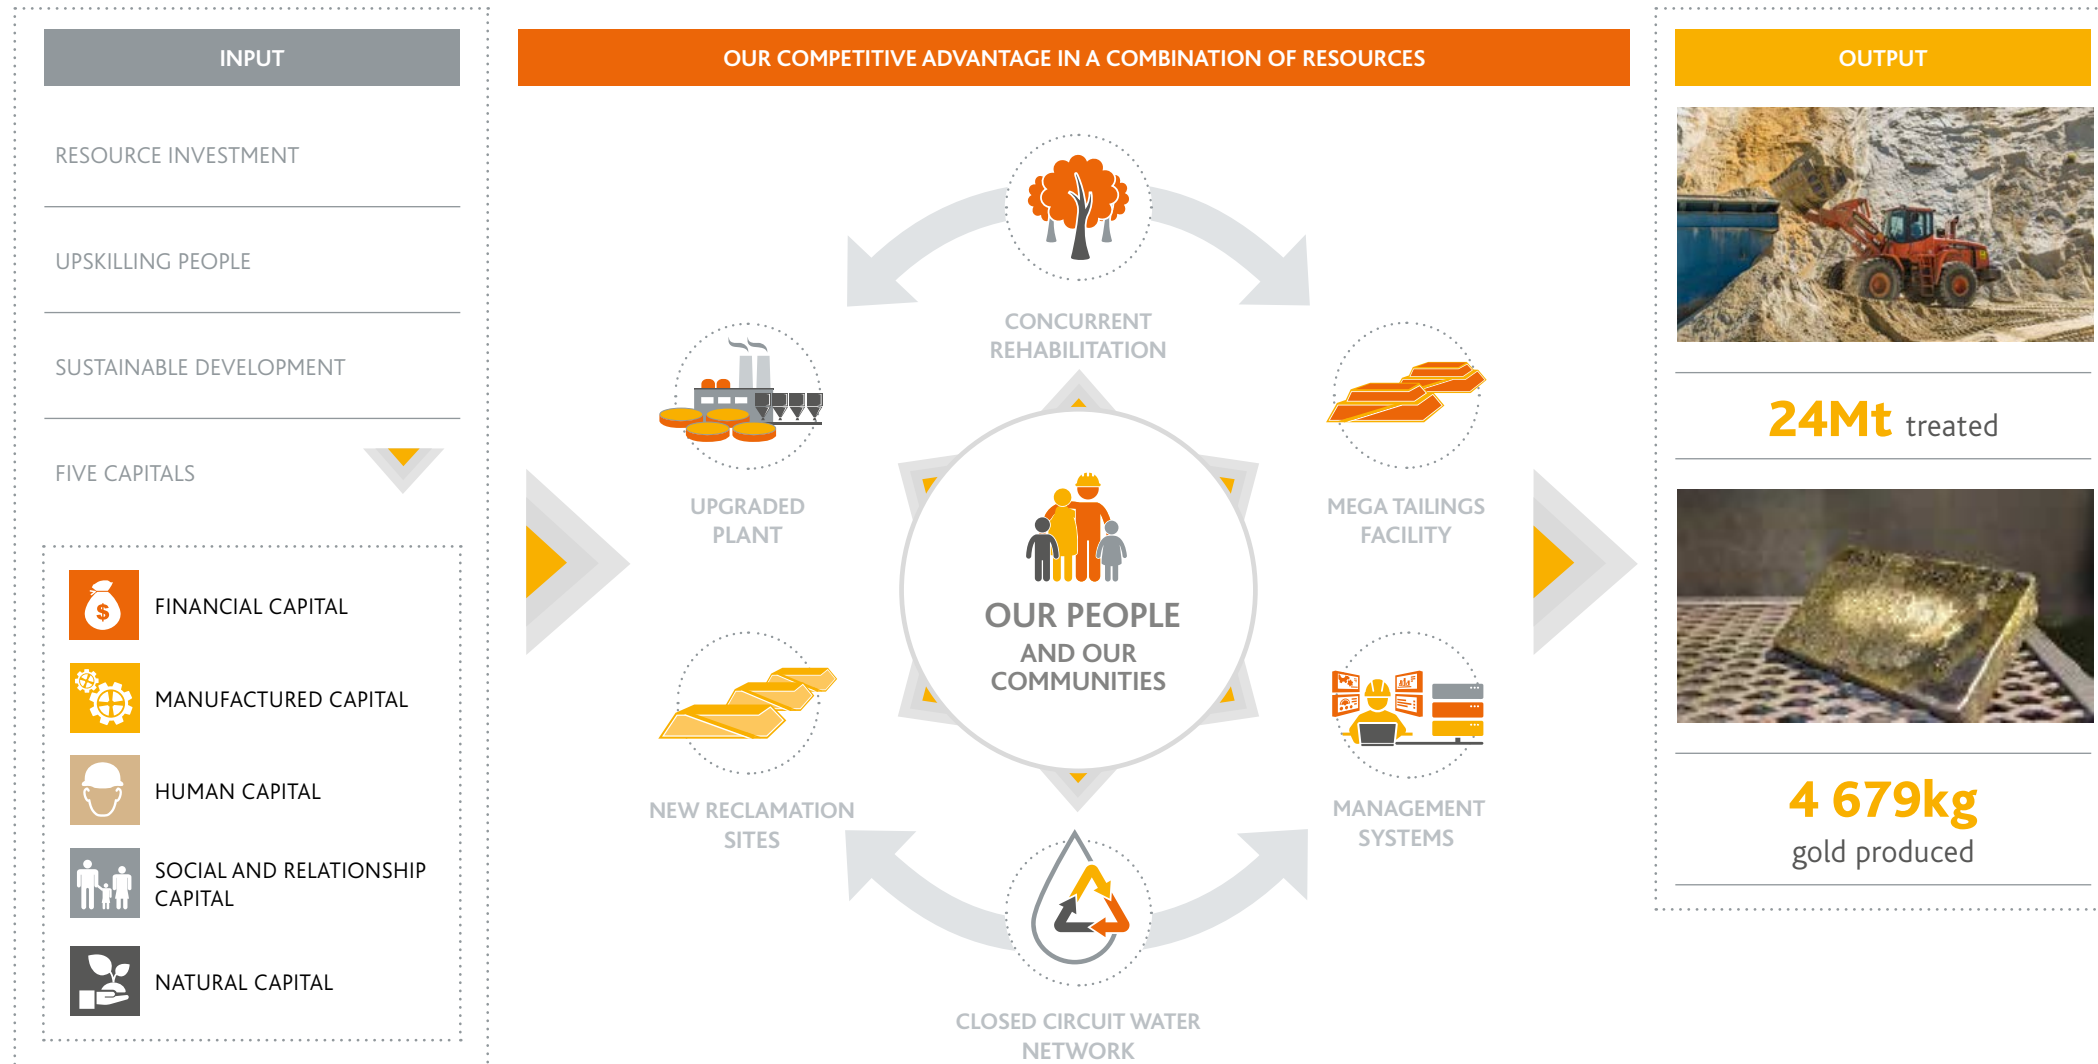 INPUT
RESOURCE INVESTMENT
UPSKILLING PEOPLE
SUSTAINABLE DEVELOPMENT
FIVE CAPITALS
$
FINANCIAL CAPITAL
MANUFACTURED CAPITAL
HUMAN CAPITAL
SOCIAL AND RELATIONSHIP
CAPITAL
NATURAL CAPITAL
OUR COMPETITIVE ADVANTAGE IN A COMBINATION OF RESOURCES
CONCURRENT
REHABILITATION
UPGRADED
PLANT
MEGA TAILINGS
FACILITY
OUR PEOPLE
AND OUR
COMMUNITIES
NEW RECLAMATION
SITES
MANAGEMENT
SYSTEMS
CLOSED CIRCUIT WATER
NETWORK
OUTPUT
24Mt treated
4 679kg
gold produced